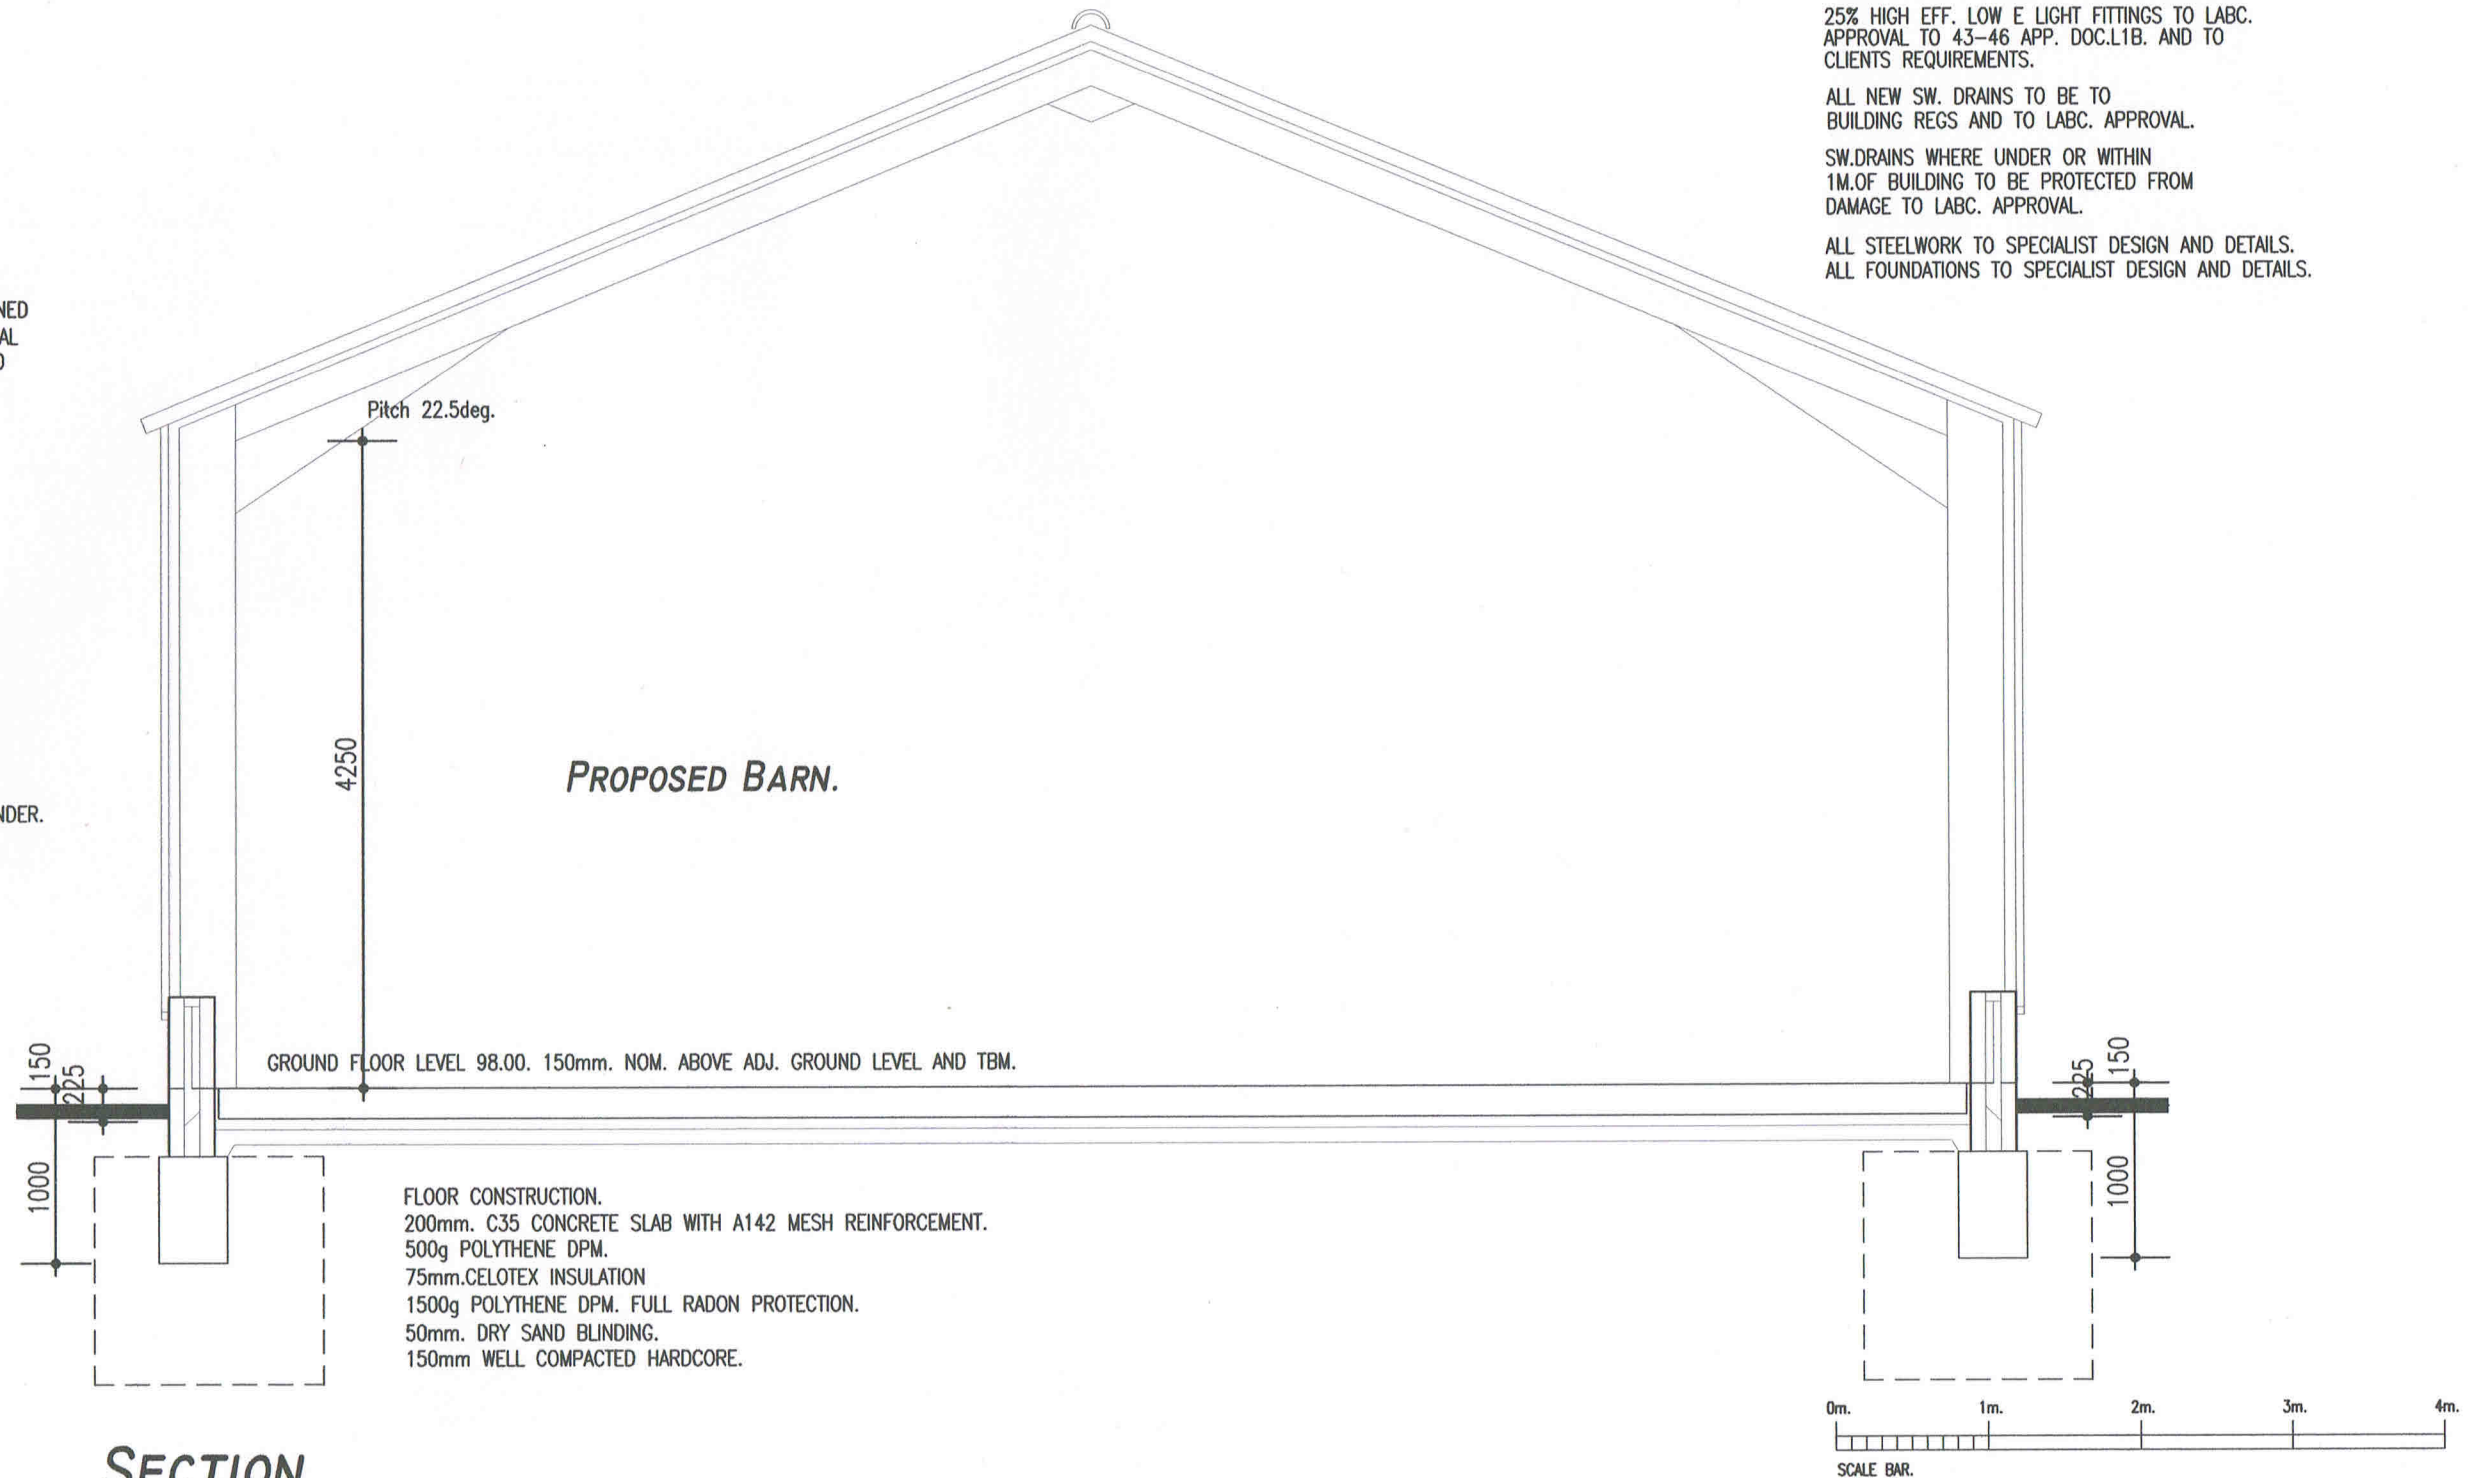 25% HIGH EFF. LOW E LIGHT FITTINGS TO LABC.
APPROVAL TO 43-46 APP. DOC.L1B. AND TO
CLIENTS REQUIREMENTS.
ALL NEW SW. DRAINS TO BE TO
BUILDING REGS AND TO LABC. APPROVAL.
SW.DRAINS WHERE UNDER OR WITHIN
1M.OF BUILDING TO BE PROTECTED FROM
DAMAGE TO LABC. APPROVAL.
ALL STEELWORK TO SPECIALIST DESIGN AND DETAILS.
ALL FOUNDATIONS TO SPECIALIST DESIGN AND DETAILS.
Pitch 22.5deg.
4250
PROPOSED BARN.
NDER.
GROUND FLOOR LEVEL 98.00. 150mm. NOM. ABOVE ADJ. GROUND LEVEL AND TBM.
150
225
1000
225
150
1000
FLOOR CONSTRUCTION.
200mm. C35 CONCRETE SLAB WITH A142 MESH REINFORCEMENT.
500g POLYTHENE DPM.
75mm.CELOTEX INSULATION
1500g POLYTHENE DPM. FULL RADON PROTECTION.
50mm. DRY SAND BLINDING.
150mm WELL COMPACTED HARDCORE.
0m. 1m. 2m. 3m. 4m.
SCALE BAR.
SECTION